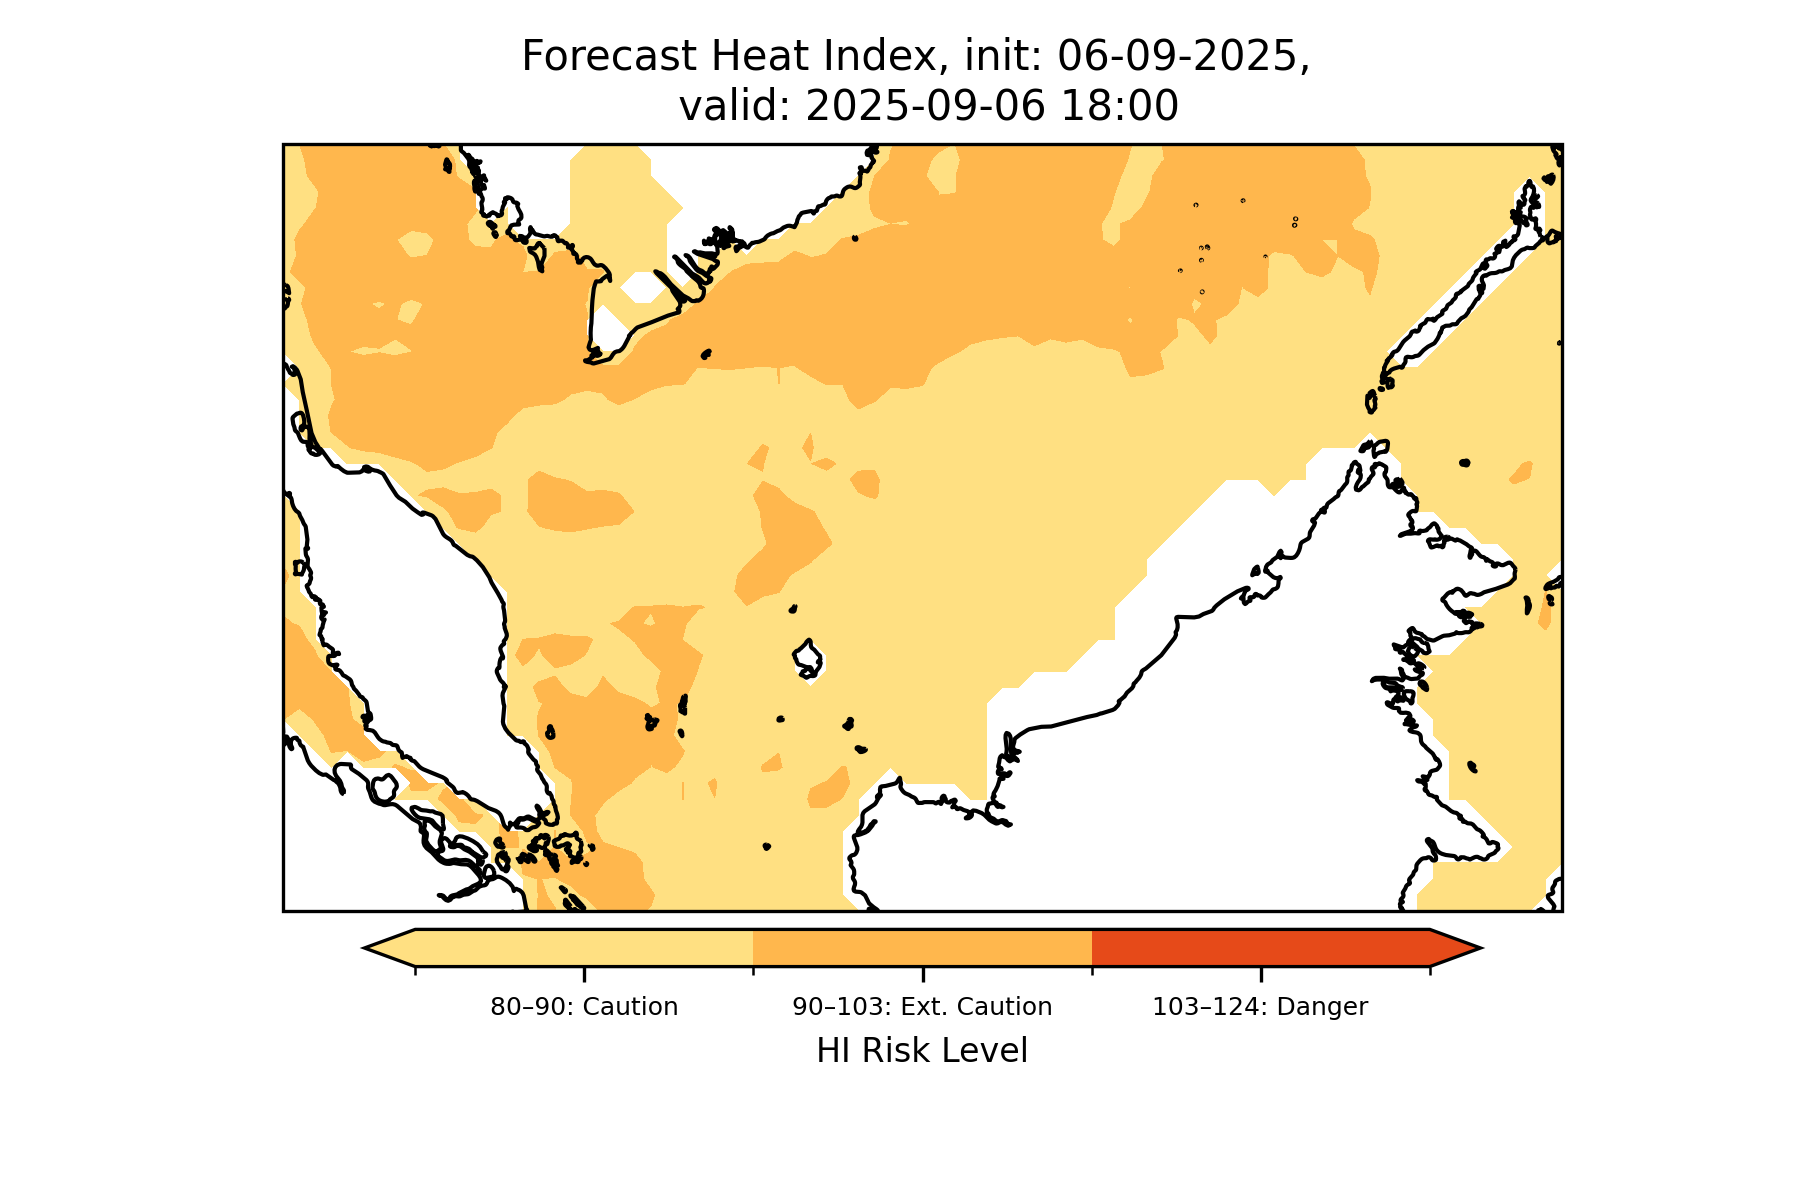 Forecast Heat Index, init: 06-09-2025,
valid: 2025-09-06 18:00
80–90: Caution
90–103: Ext. Caution
103–124: Danger
HI Risk Level